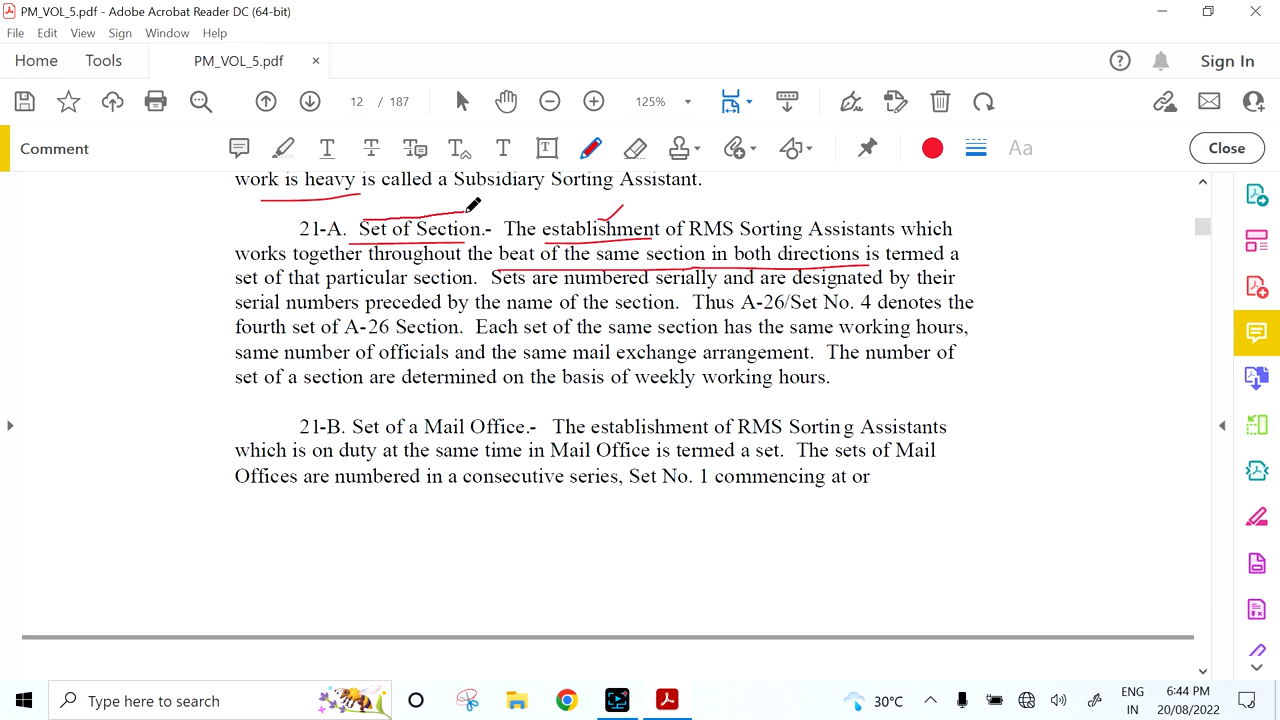 PM_VOL_5.pdf - Adobe Acrobat Reader DC (64-bit)
File Edit View Sign Window Help
Home Tools PM_VOL_5.pdf × Sign In
12 / 187 125%
Comment Close
work is heavy is called a Subsidiary Sorting Assistant.
21-A. Set of Section.- The establishment of RMS Sorting Assistants which
works together throughout the beat of the same section in both directions is termed a
set of that particular section. Sets are numbered serially and are designated by their
serial numbers preceded by the name of the section. Thus A-26/Set No. 4 denotes the
fourth set of A-26 Section. Each set of the same section has the same working hours,
same number of officials and the same mail exchange arrangement. The number of
set of a section are determined on the basis of weekly working hours.
21-B. Set of a Mail Office.- The establishment of RMS Sortin g Assistants
which is on duty at the same time in Mail Office is termed a set. The sets of Mail
Offices are numbered in a consecutive series, Set No. 1 commencing at or
Type here to search 30°C ENG 6:44 PM
IN 20/08/2022